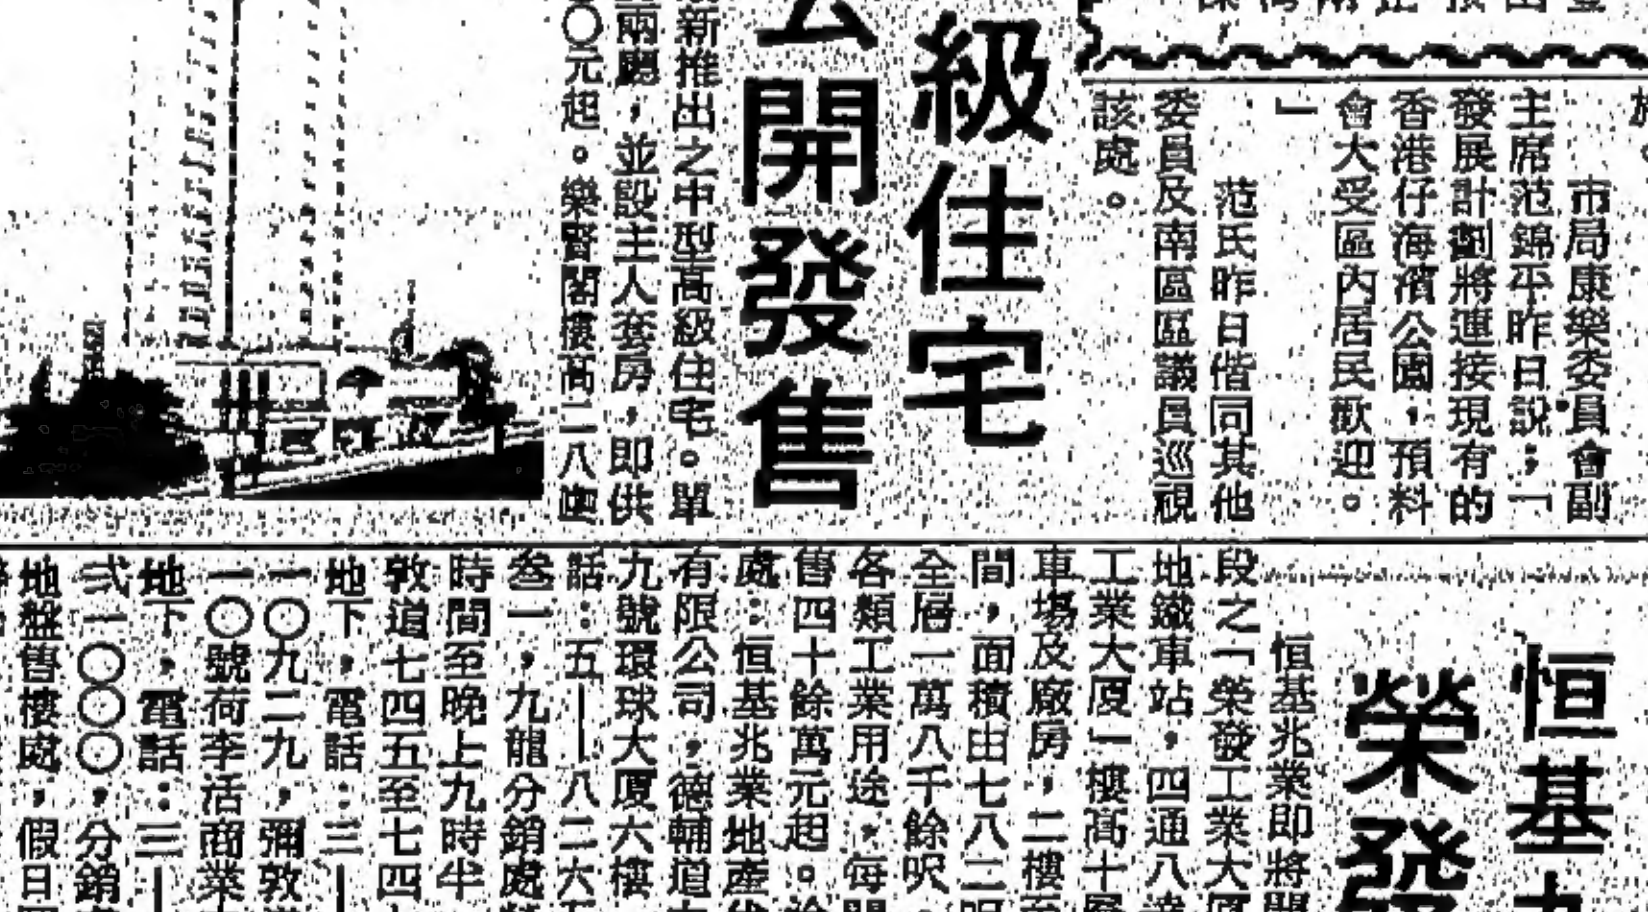 市局康樂委員會副
主席范錦平昨日說:「
發展計劃將連接現有的
香港仔海濱公園,預料
會大受區內居民歡迎。
」
范氏昨日偕同其他
委員及南區區議員巡視
該處。
級住宅
公開發售
新推出之中型高級住宅。單
兩廳,並設主人套房,即供
〇元起。樂賢閣樓高二八
恒基
榮發
恒基兆業即將
段之「榮發工業大
地鐵車站,四通八達
工業大厦」樓高十
車塲及廠房,二樓至
間,面積由七八二呎
全層一萬八千餘呎
各類工業用途,每間
售四十餘萬元起。
處:恒基兆業地產
有限公司,德輔道
九號環球大厦六樓
話:五——八二六五
叁一,九龍分銷處
時間至晚上九時半
敦道七四五至七四
地下,電話:三—
一〇九二九,彌敦
一〇號荷李活商業
地下,電話:三—
弍一〇〇〇,分銷
地盤售樓處,假日